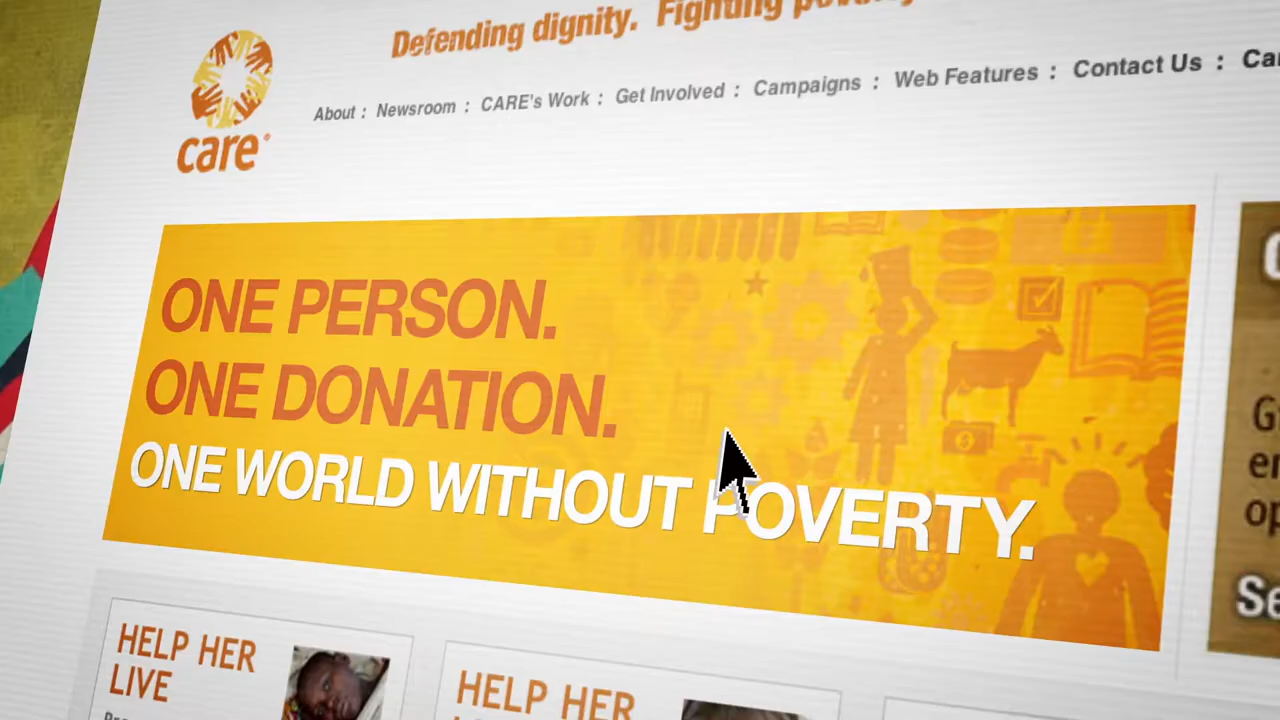 Defending dignity. Fighting
care®
About : Newsroom : CARE's Work : Get Involved : Campaigns : Web Features : Contact Us :
ONE PERSON.
ONE DONATION.
ONE WORLD WITHOUT POVERTY.
HELP HER
LIVE
HELP HER